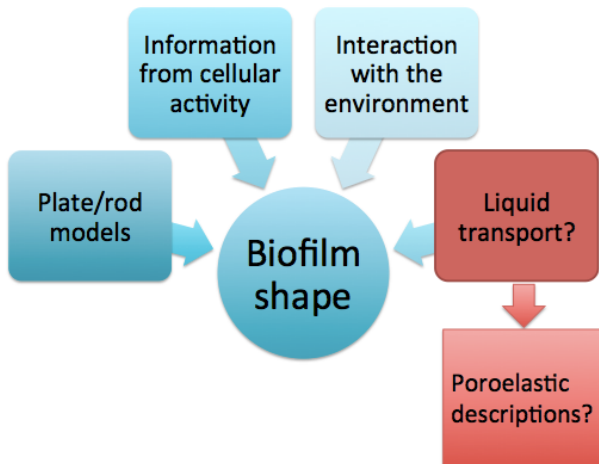 Information
from cellular
activity
Interaction
with the
environment
Plate/rod
models
Biofilm
shape
Liquid
transport?
Poroelastic
descriptions?